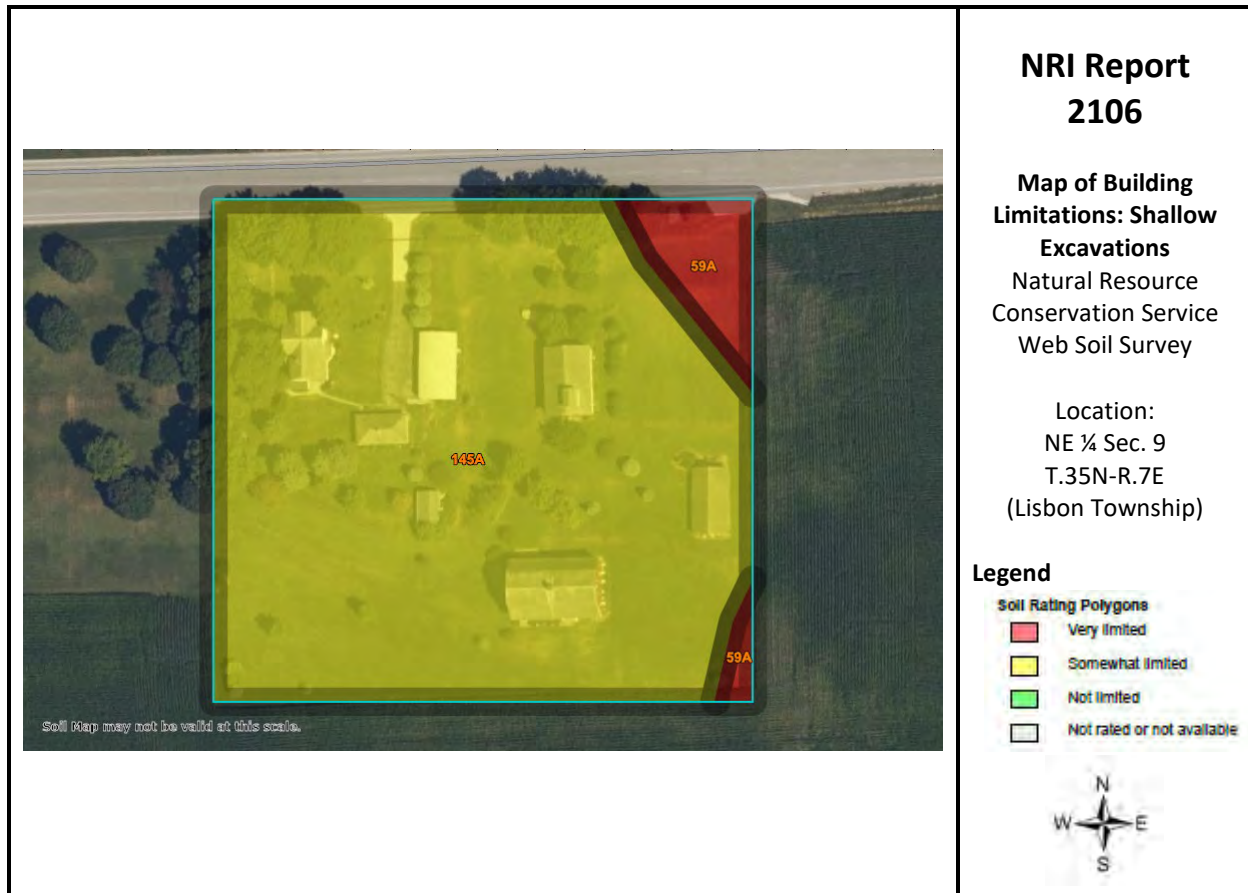 NRI Report
2106
Map of Building
Limitations: Shallow
Excavations
Natural Resource
Conservation Service
Web Soil Survey
Location:
NE ¼ Sec. 9
T.35N-R.7E
(Lisbon Township)
Legend
Soil Rating Polygons
Very limited
Somewhat limited
Not limited
Not rated or not available
N
W E
S
59A
145A
59A
Soil Map may not be valid at this scale.